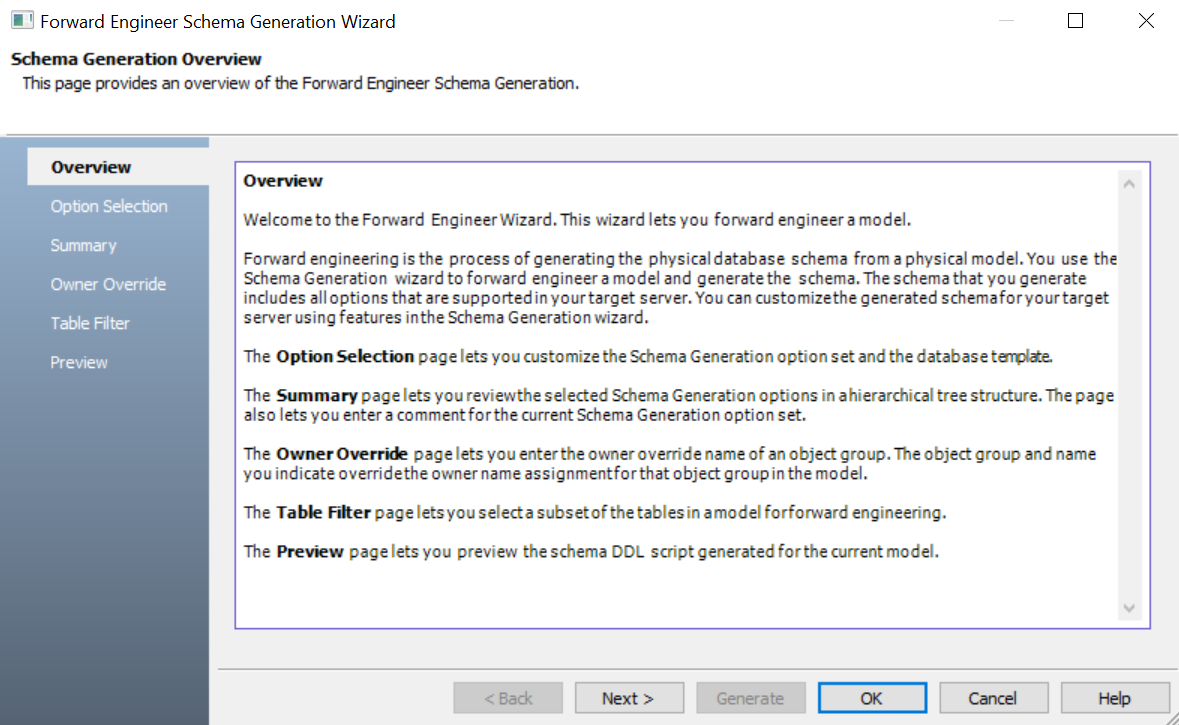 Forward Engineer Schema Generation Wizard
Schema Generation Overview
This page provides an overview of the Forward Engineer Schema Generation.
Overview
Option Selection
Summary
Owner Override
Table Filter
Preview
Overview
Welcome to the Forward Engineer Wizard. This wizard lets you forward engineer a model.
Forward engineering is the process of generating the physical database schema from a physical model. You use the
Schema Generation wizard to forward engineer a model and generate the schema. The schema that you generate
includes all options that are supported in your target server. You can customize the generated schema for your target
server using features in the Schema Generation wizard.
The Option Selection page lets you customize the Schema Generation option set and the database template.
The Summary page lets you review the selected Schema Generation options in a hierarchical tree structure. The page
also lets you enter a comment for the current Schema Generation option set.
The Owner Override page lets you enter the owner override name of an object group. The object group and name
you indicate override the owner name assignment for that object group in the model.
The Table Filter page lets you select a subset of the tables in a model for forward engineering.
The Preview page lets you preview the schema DDL script generated for the current model.
< Back
Next >
Generate
OK
Cancel
Help